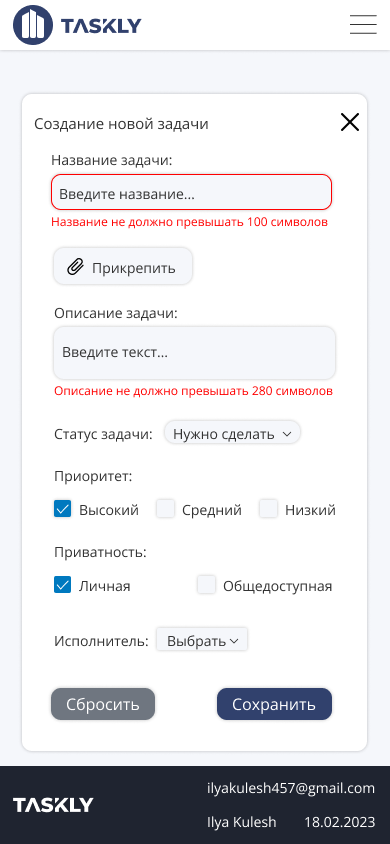 TASKLY
Создание новой задачи
Название задачи:
Введите название...
Название не должно превышать 100 символов
Прикрепить
Описание задачи:
Введите текст...
Описание не должно превышать 280 символов
Статус задачи: Нужно сделать
Приоритет:
Высокий Средний Низкий
Приватность:
Личная Общедоступная
Исполнитель: Выбрать
Сбросить Сохранить
ilyakulesh457@gmail.com
TASKLY
Ilya Kulesh 18.02.2023